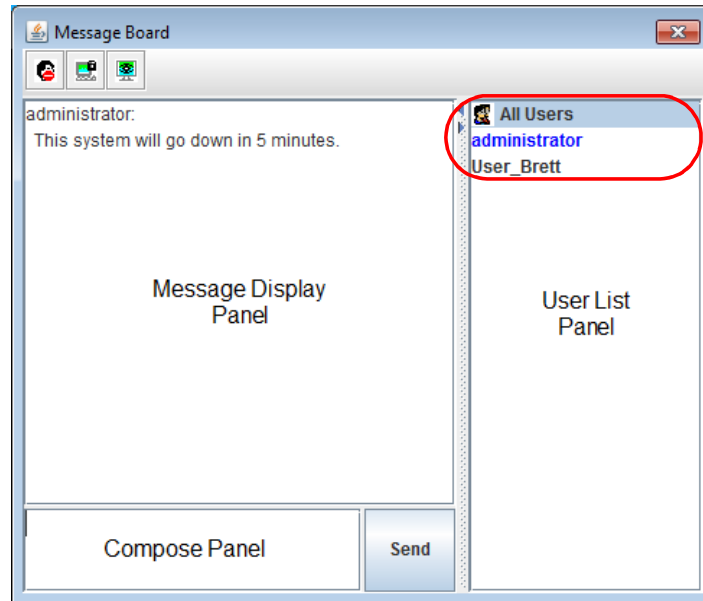 Message Board
administrator:
This system will go down in 5 minutes.
All Users
administrator
User_Brett
Message Display
Panel
User List
Panel
Compose Panel
Send